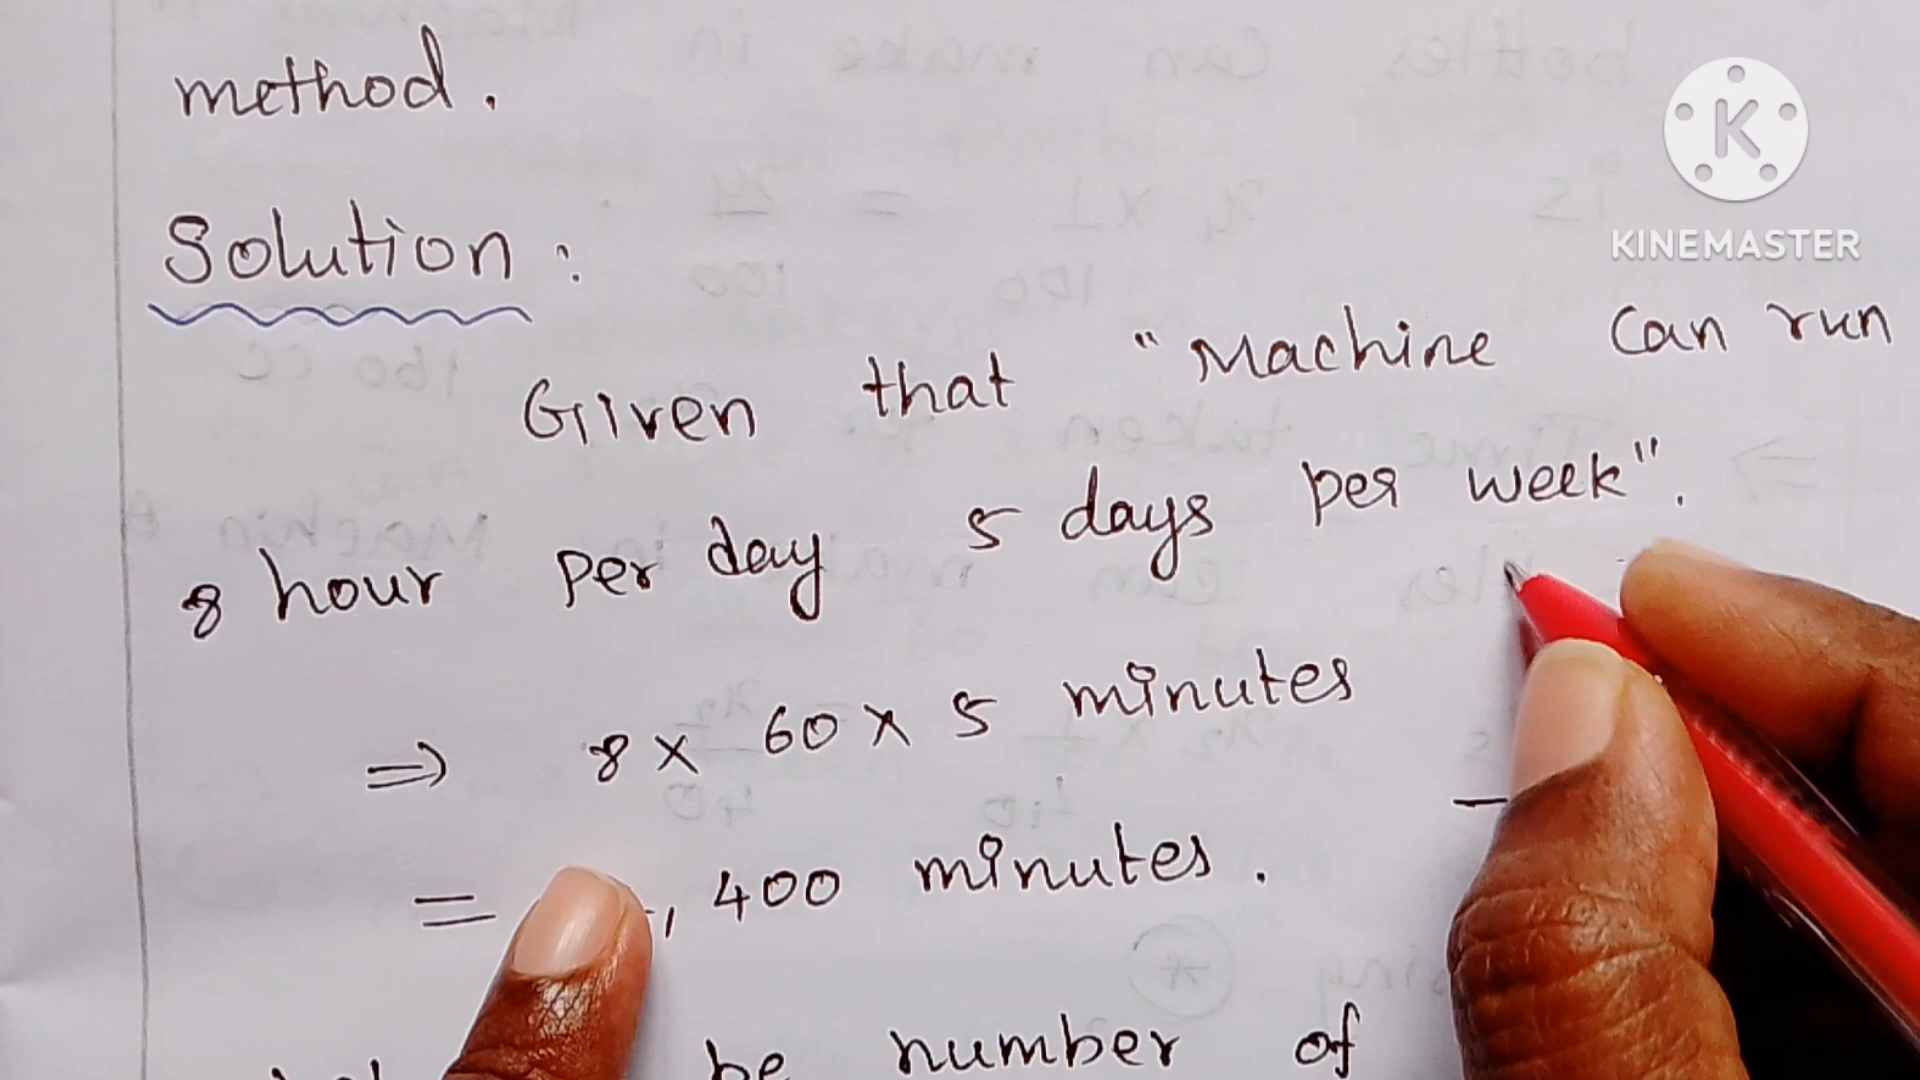 method.
Solution :
Given that "Machine can run
8 hour per day 5 days per week".
⇒ 8 x 60 x 5 minutes
= , 400 minutes.
be number of
K
KINEMASTER